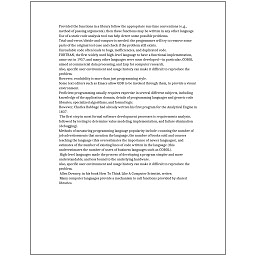 Provided the functions in a library follow the appropriate run-time conventions (e.g.,
method of passing arguments), then these functions may be written in any other language.
Use of a static code analysis tool can help detect some possible problems.
Trial-and-error/divide-and-conquer is needed: the programmer will try to remove some
parts of the original test case and check if the problem still exists.
Unreadable code often leads to bugs, inefficiencies, and duplicated code.
FORTRAN, the first widely used high-level language to have a functional implementation,
came out in 1957, and many other languages were soon developed—in particular, COBOL
aimed at commercial data processing, and Lisp for computer research.
Also, specific user environment and usage history can make it difficult to reproduce the
problem.
However, readability is more than just programming style.
Some text editors such as Emacs allow GDB to be invoked through them, to provide a visual
environment.
Proficient programming usually requires expertise in several different subjects, including
knowledge of the application domain, details of programming languages and generic code
libraries, specialized algorithms, and formal logic.
However, Charles Babbage had already written his first program for the Analytical Engine in
1837.
The first step in most formal software development processes is requirements analysis,
followed by testing to determine value modeling, implementation, and failure elimination
(debugging).
Methods of measuring programming language popularity include: counting the number of
job advertisements that mention the language, the number of books sold and courses
teaching the language (this overestimates the importance of newer languages), and
estimates of the number of existing lines of code written in the language (this
underestimates the number of users of business languages such as COBOL).
High-level languages made the process of developing a program simpler and more
understandable, and less bound to the underlying hardware.
Also, specific user environment and usage history can make it difficult to reproduce the
problem.
Allen Downey, in his book How To Think Like A Computer Scientist, writes:
Many computer languages provide a mechanism to call functions provided by shared
libraries.